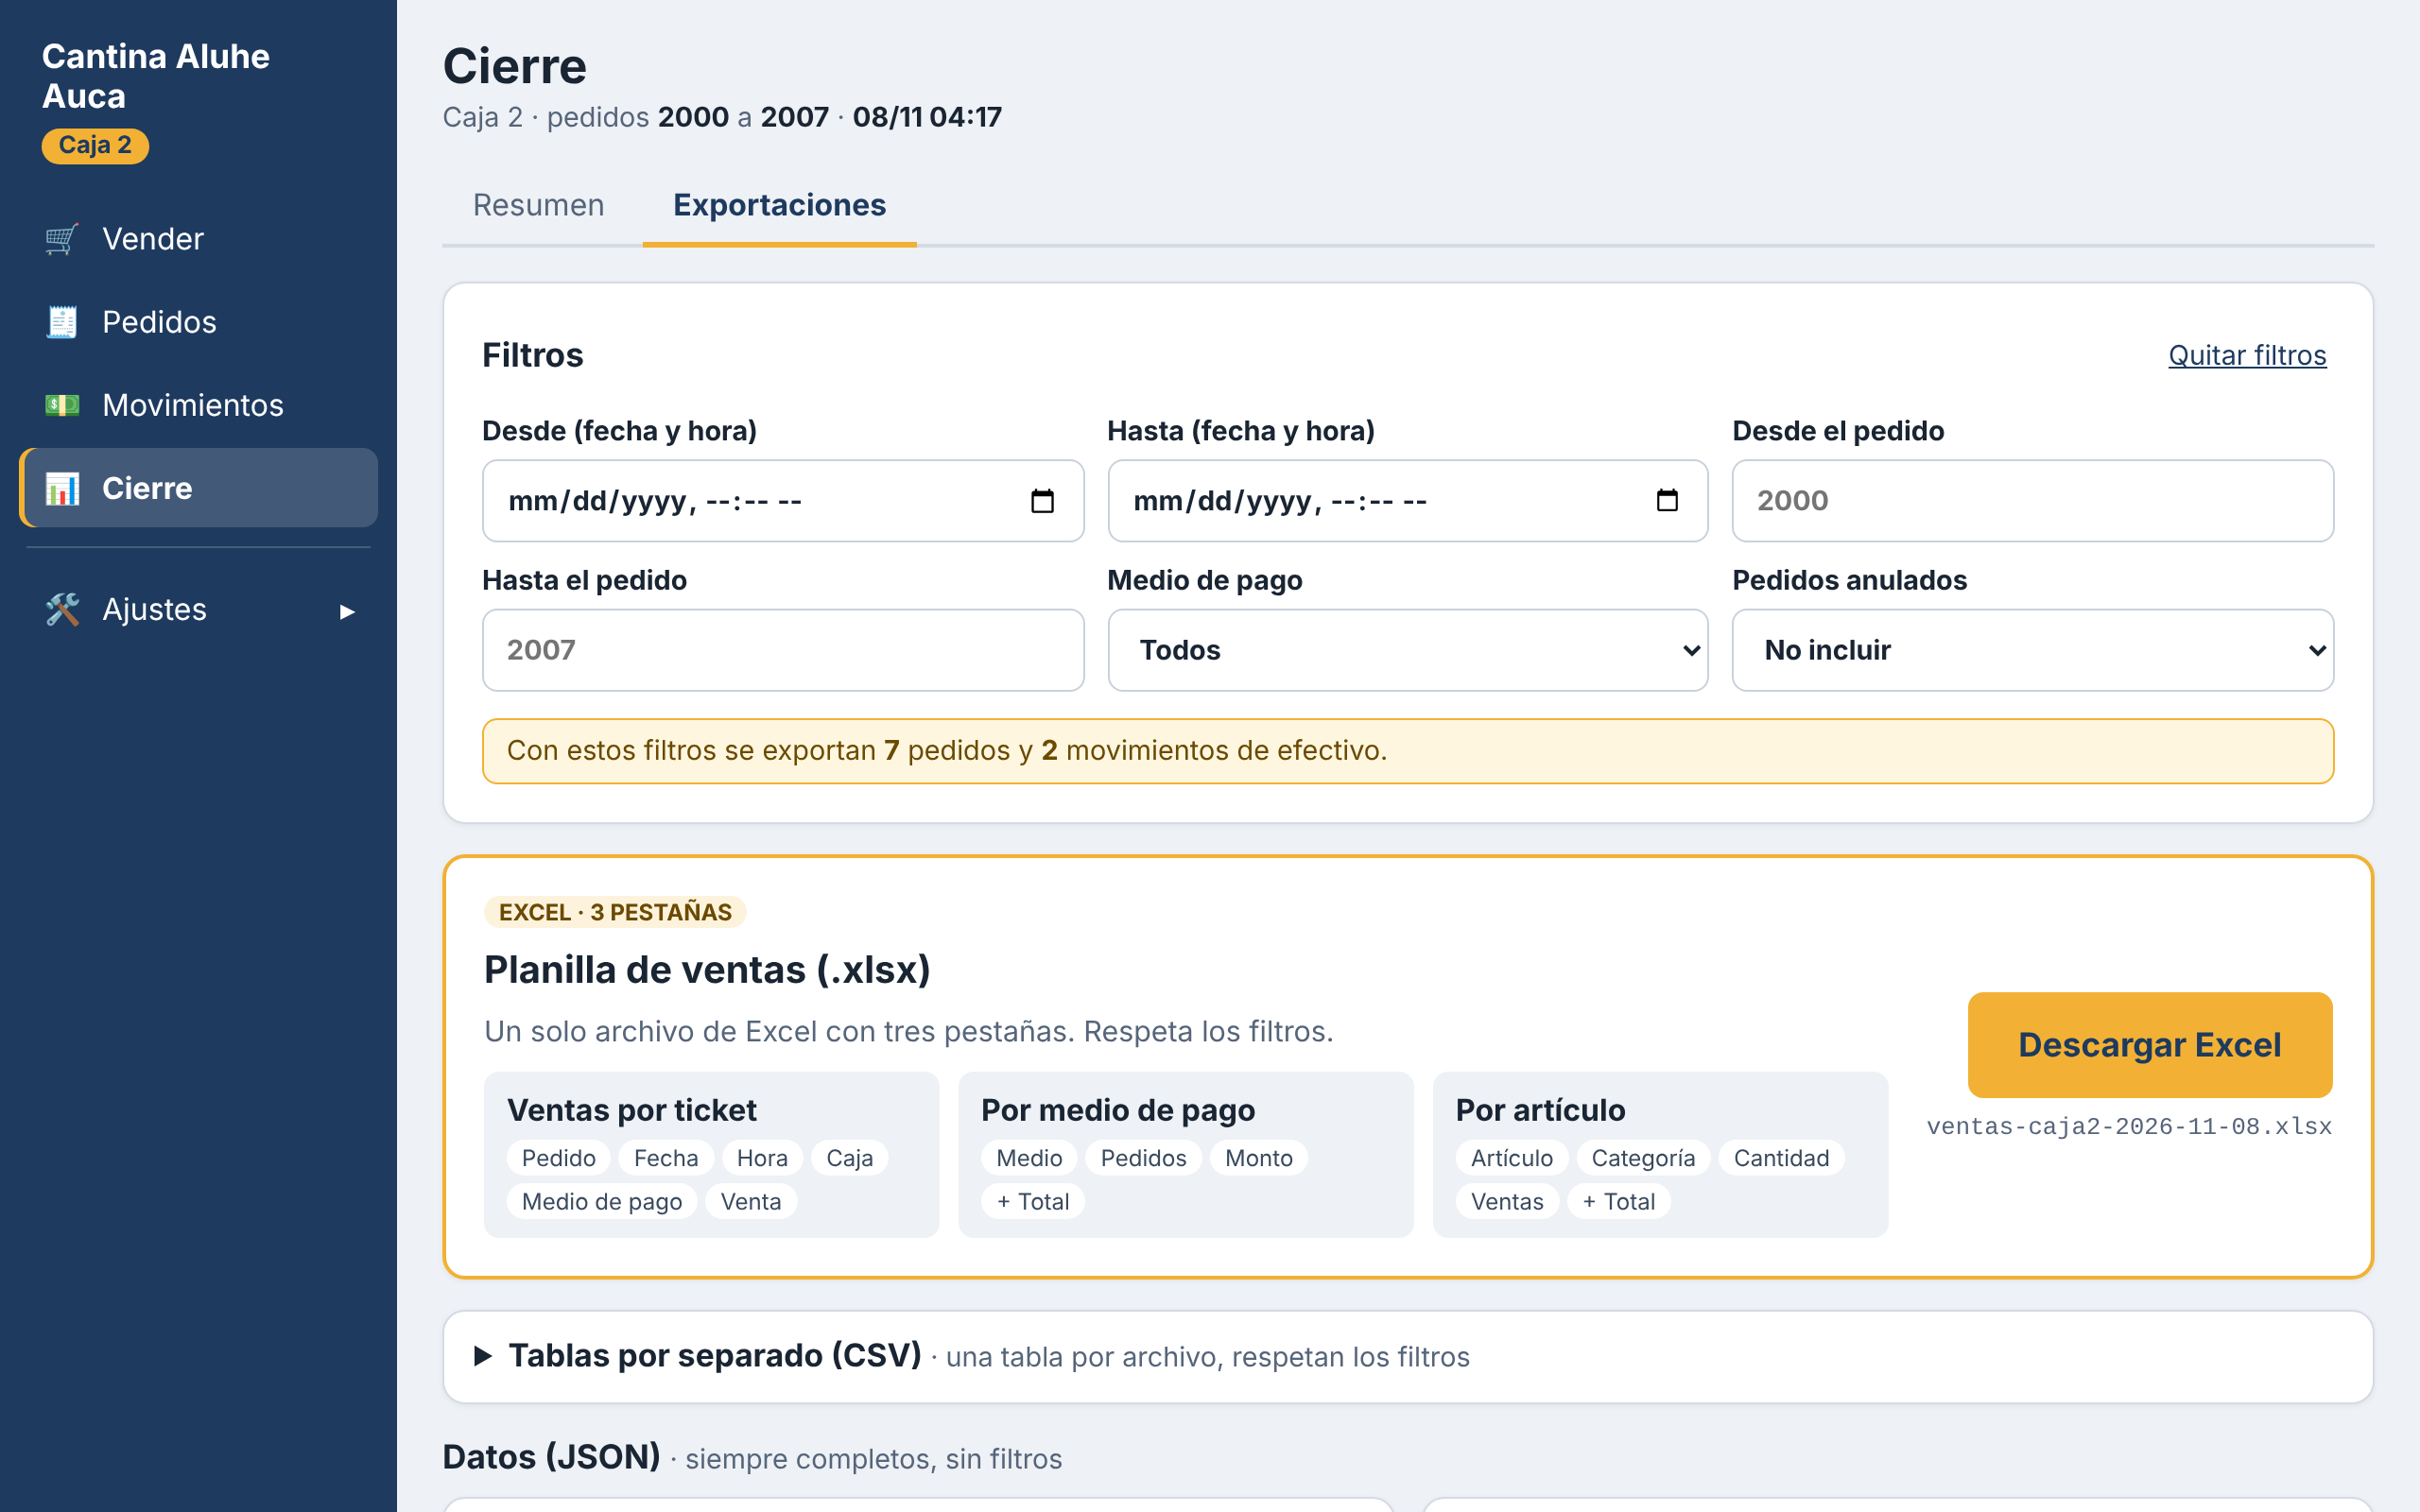 Cantina Aluhe
Auca
Caja 2
Vender
Pedidos
Movimientos
Cierre
Ajustes
Cierre
Caja 2 · pedidos 2000 a 2007 · 08/11 04:17
Resumen Exportaciones
Filtros Quitar filtros
Desde (fecha y hora) Hasta (fecha y hora) Desde el pedido
mm/dd/yyyy, --:-- -- mm/dd/yyyy, --:-- -- 2000
Hasta el pedido Medio de pago Pedidos anulados
2007 Todos No incluir
Con estos filtros se exportan 7 pedidos y 2 movimientos de efectivo.
EXCEL · 3 PESTAÑAS
Planilla de ventas (.xlsx)
Un solo archivo de Excel con tres pestañas. Respeta los filtros.
Descargar Excel
ventas-caja2-2026-11-08.xlsx
Ventas por ticket
Pedido Fecha Hora Caja
Medio de pago Venta
Por medio de pago
Medio Pedidos Monto
+ Total
Por artículo
Artículo Categoría Cantidad
Ventas + Total
Tablas por separado (CSV) · una tabla por archivo, respetan los filtros
Datos (JSON) · siempre completos, sin filtros